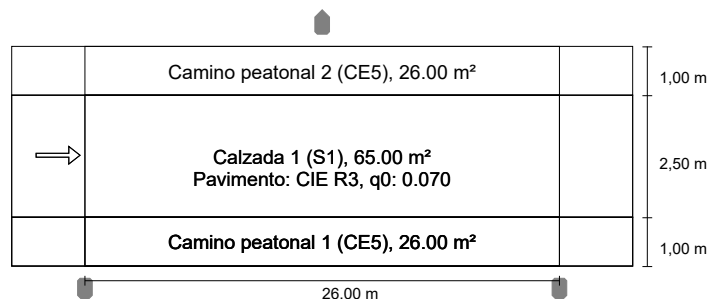 Camino peatonal 2 (CE5), 26.00 m²
1,00 m
Calzada 1 (S1), 65.00 m²
Pavimento: CIE R3, q0: 0.070
2,50 m
Camino peatonal 1 (CE5), 26.00 m²
1,00 m
26.00 m